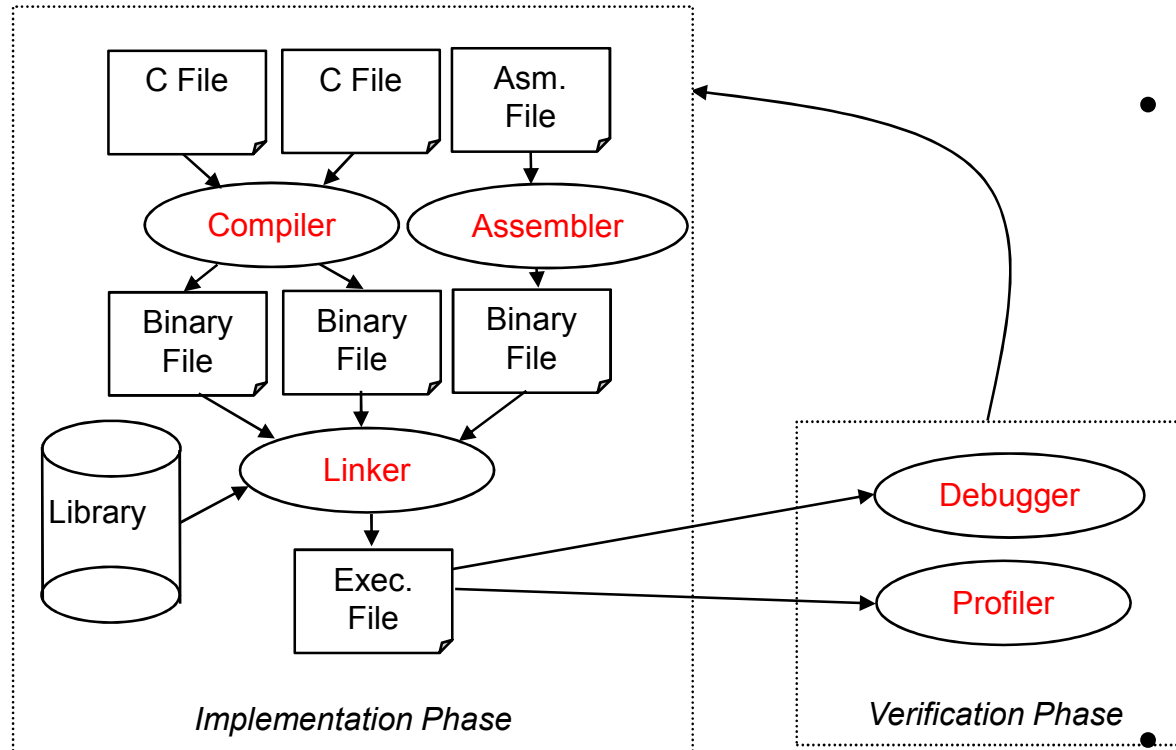 C File
C File
Asm.
File
Compiler
Assembler
Binary
File
Binary
File
Binary
File
Linker
Library
Exec.
File
Implementation Phase
Debugger
Profiler
Verification Phase